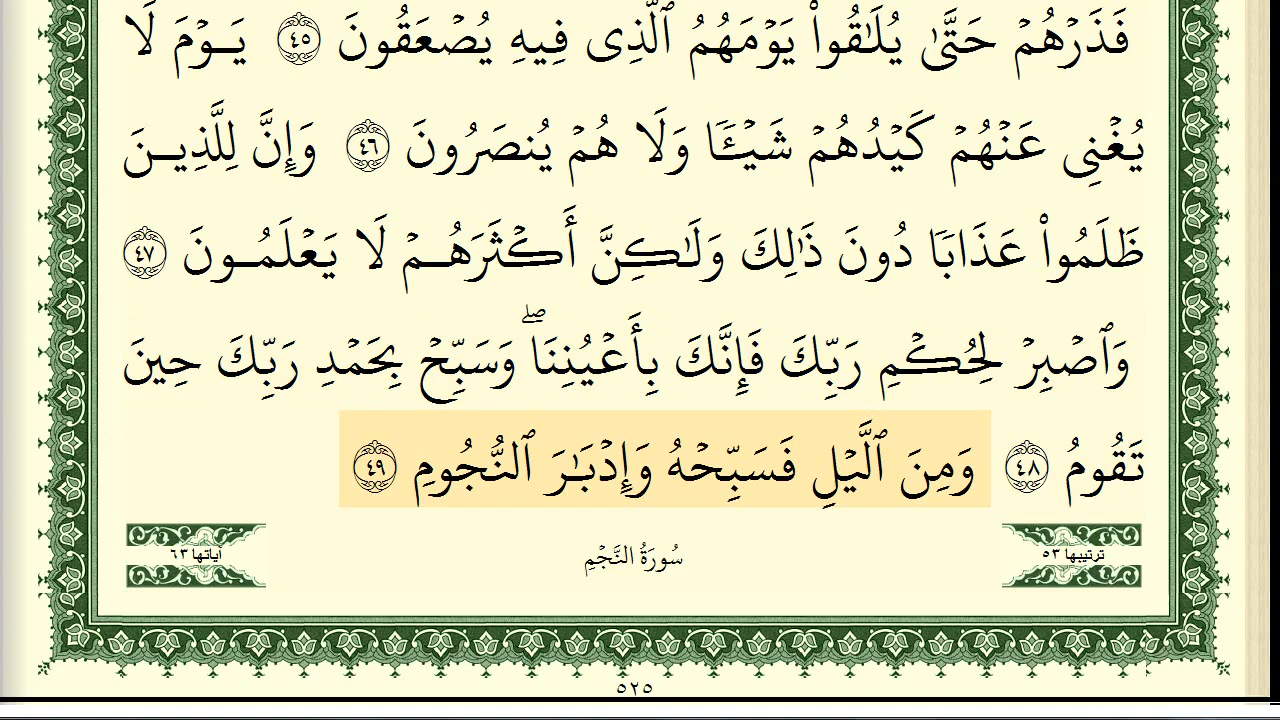 فَذَرۡهُمۡ حَتَّىٰ يُلَٰقُواْ يَوۡمَهُمُ ٱلَّذِى فِيهِ يُصۡعَقُونَ ٤٥ يَوۡمَ لَا
يُغۡنِى عَنۡهُمۡ كَيۡدُهُمۡ شَيۡـًٔا وَلَا هُمۡ يُنصَرُونَ ٤٦ وَإِنَّ لِلَّذِينَ
ظَلَمُواْ عَذَابٗا دُونَ ذَٰلِكَ وَلَٰكِنَّ أَكۡثَرَهُمۡ لَا يَعۡلَمُونَ ٤٧
وَٱصۡبِرۡ لِحُكۡمِ رَبِّكَ فَإِنَّكَ بِأَعۡيُنِنَاۖ وَسَبِّحۡ بِحَمۡدِ رَبِّكَ حِينَ
تَقُومُ ٤٨ وَمِنَ ٱلَّيۡلِ فَسَبِّحۡهُ وَإِدۡبَٰرَ ٱلنُّجُومِ ٤٩
ترتيبها ٥٣ سُورَةُ النَّجۡمِ آياتها ٦٣
٥٢٥